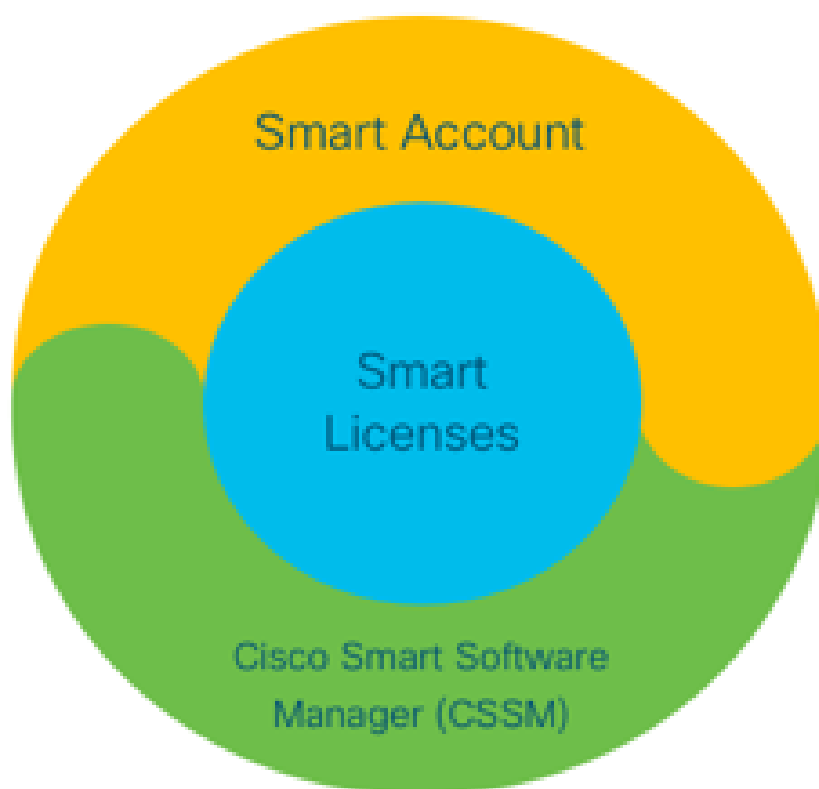 Smart Account
Smart
Licenses
Cisco Smart Software
Manager (CSSM)